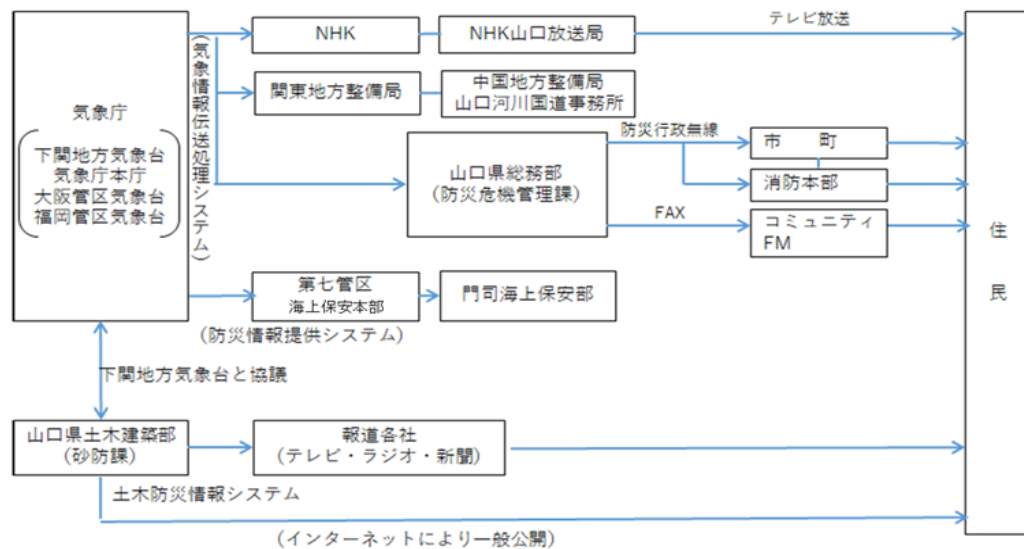 気象庁
下関地方気象台
気象庁本庁
大阪管区気象台
福岡管区気象台
(気象情報伝送処理システム)
NHK
NHK山口放送局
テレビ放送
関東地方整備局
中国地方整備局
山口河川国道事務所
山口県総務部
(防災危機管理課)
防災行政無線
市　町
消防本部
FAX
コミュニティ
FM
住民
第七管区
海上保安本部
門司海上保安部
(防災情報提供システム)
下関地方気象台と協議
山口県土木建築部
(砂防課)
報道各社
(テレビ・ラジオ・新聞)
土木防災情報システム
(インターネットにより一般公開)